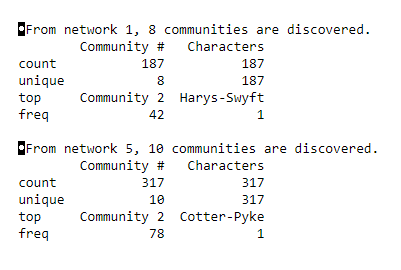 •From network 1, 8 communities are discovered.
Community # Characters
count 187 187
unique 8 187
top Community 2 Harys-Swyft
freq 42 1
•From network 5, 10 communities are discovered.
Community # Characters
count 317 317
unique 10 317
top Community 2 Cotter-Pyke
freq 78 1